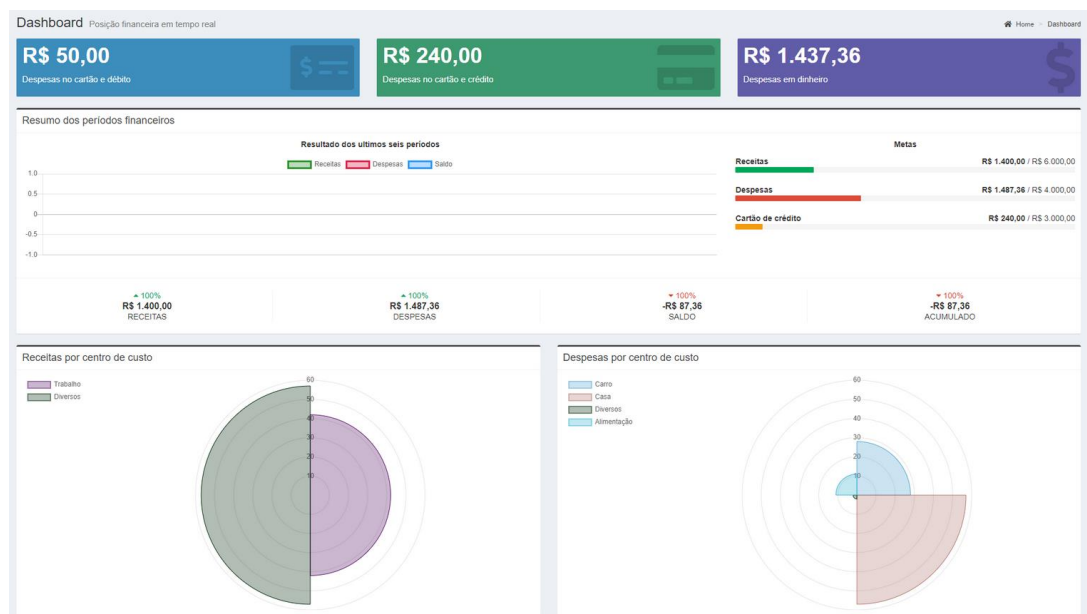 Dashboard Posição financeira em tempo real
Home > Dashboard
R$ 50,00
Despesas no cartão e débito
R$ 240,00
Despesas no cartão e crédito
R$ 1.437,36
Despesas em dinheiro
Resumo dos períodos financeiros
Resultado dos ultimos seis períodos
Receitas Despesas Saldo
1.0
0.5
0
-0.5
-1.0
Metas
Receitas R$ 1.400,00 / R$ 6.000,00
Despesas R$ 1.487,36 / R$ 4.000,00
Cartão de crédito R$ 240,00 / R$ 3.000,00
100%
R$ 1.400,00
RECEITAS
100%
R$ 1.487,36
DESPESAS
100%
-R$ 87,36
SALDO
100%
-R$ 87,36
ACUMULADO
Receitas por centro de custo
Trabalho
Diversos
60
50
40
30
20
10
Despesas por centro de custo
Carro
Casa
Diversos
Alimentação
60
50
40
30
20
10